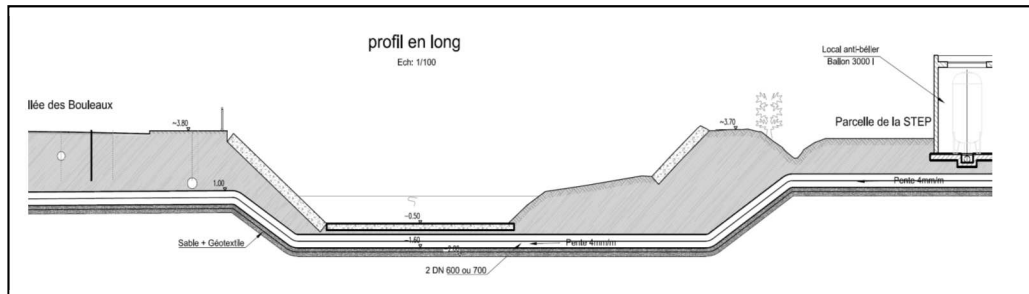 profil en long
Ech: 1/100
Local anti-bélier
Ballon 3000 l
llée des Bouleaux
~3.80
~3.70
Parcelle de la STEP
1.00
Pente 4mm/m
~0.50
Sable + Géotextile
~1.60
Pente 4mm/m
~2.00
2 DN 600 ou 700